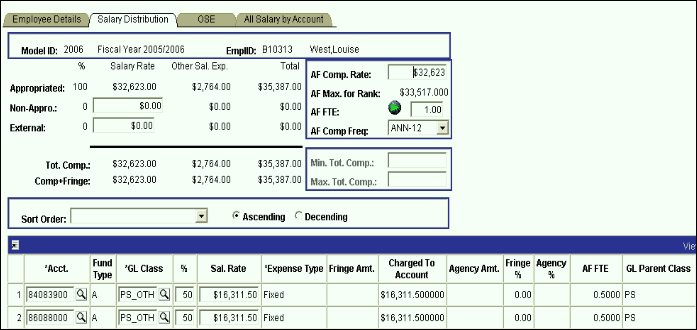 Employee Details Salary Distribution OSE All Salary by Account
Model ID: 2006 Fiscal Year 2005/2006 EmplID: B10313 West,Louise
% Salary Rate Other Sal. Exp. Total
Appropriated: 100 $32,623.00 $2,764.00 $35,387.00
Non-Appro.: 0 $0.00
External: 0 $0.00
Tot. Comp.: $32,623.00 $2,764.00 $35,387.00
Comp+Fringe: $32,623.00 $2,764.00 $35,387.00
AF Comp. Rate: $32,623
AF Max. for Rank: $33,517.000
AF FTE: 1.00
AF Comp Freq: ANN-12
Min. Tot. Comp.:
Max. Tot. Comp.:
Sort Order: Ascending Decending
Vie
*Acct. Fund Type *GL Class % Sal. Rate *Expense Type Fringe Amt. Charged To Account Agency Amt. Fringe % Agency % AF FTE GL Parent Class
1 84083900 A PS_OTH 50 $16,311.50 Fixed $16,311.500000 0.00 0.5000 PS
2 86088000 A PS_OTH 50 $16,311.50 Fixed $16,311.500000 0.00 0.5000 PS